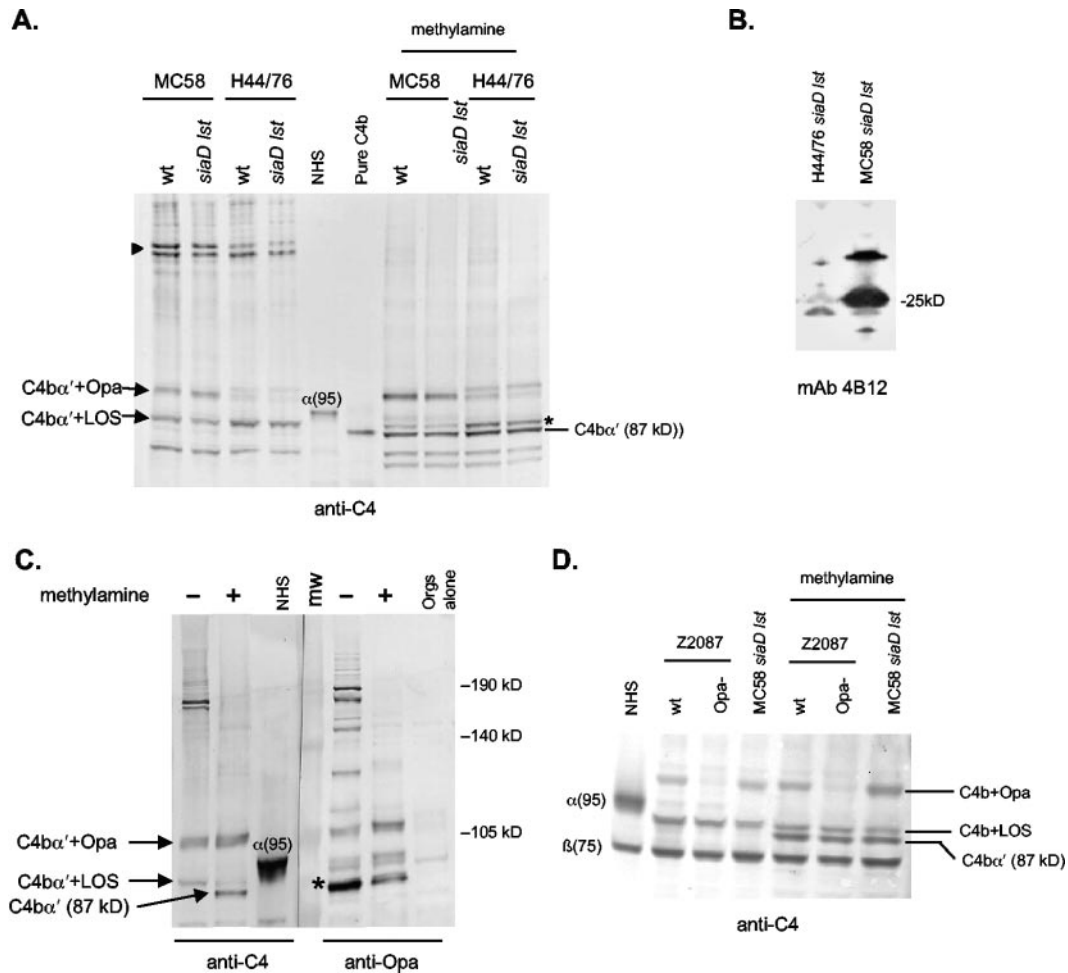 A.
methylamine
MC58
H44/76
MC58
H44/76
wt
siaD lst
wt
siaD lst
NHS
Pure C4b
wt
siaD lst
wt
siaD lst
C4bα′+Opa
C4bα′+LOS
α(95)
*
C4bα′ (87 kD))
anti-C4
B.
H44/76 siaD lst
MC58 siaD lst
-25kD
mAb 4B12
C.
methylamine
–
+
NHS
mw
–
+
Orgs alone
–190 kD
–140 kD
–105 kD
C4bα′+Opa
α(95)
C4bα′+LOS
C4bα′ (87 kD)
*
anti-C4
anti-Opa
D.
methylamine
Z2087
Z2087
NHS
wt
Opa-
MC58 siaD lst
wt
Opa-
MC58 siaD lst
α(95)
ß(75)
C4b+Opa
C4b+LOS
C4bα′ (87 kD)
anti-C4